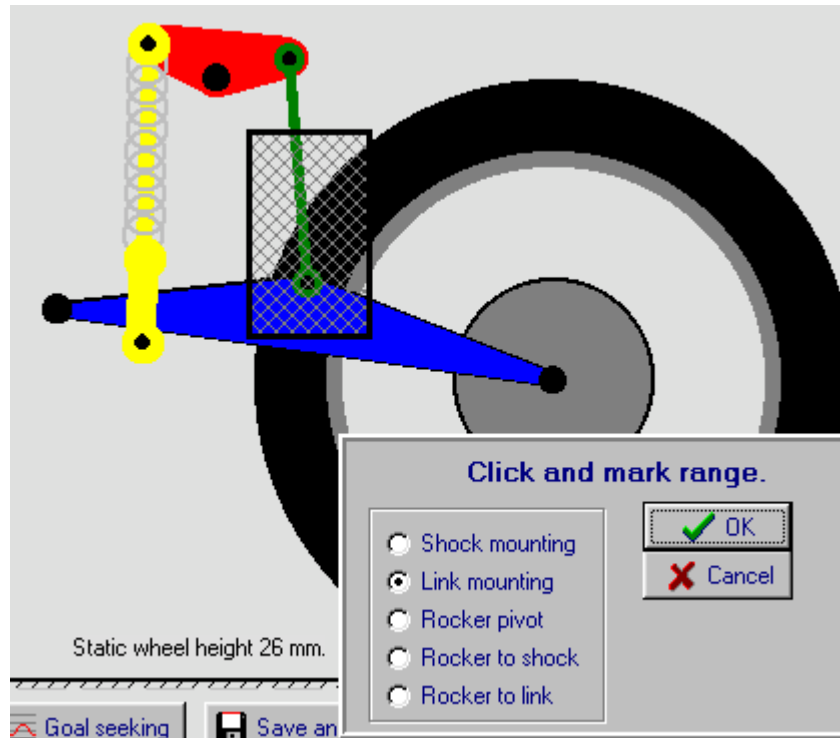 Click and mark range.
Shock mounting
Link mounting
Rocker pivot
Rocker to shock
Rocker to link
OK
Cancel
Static wheel height 26 mm.
Goal seeking
Save an